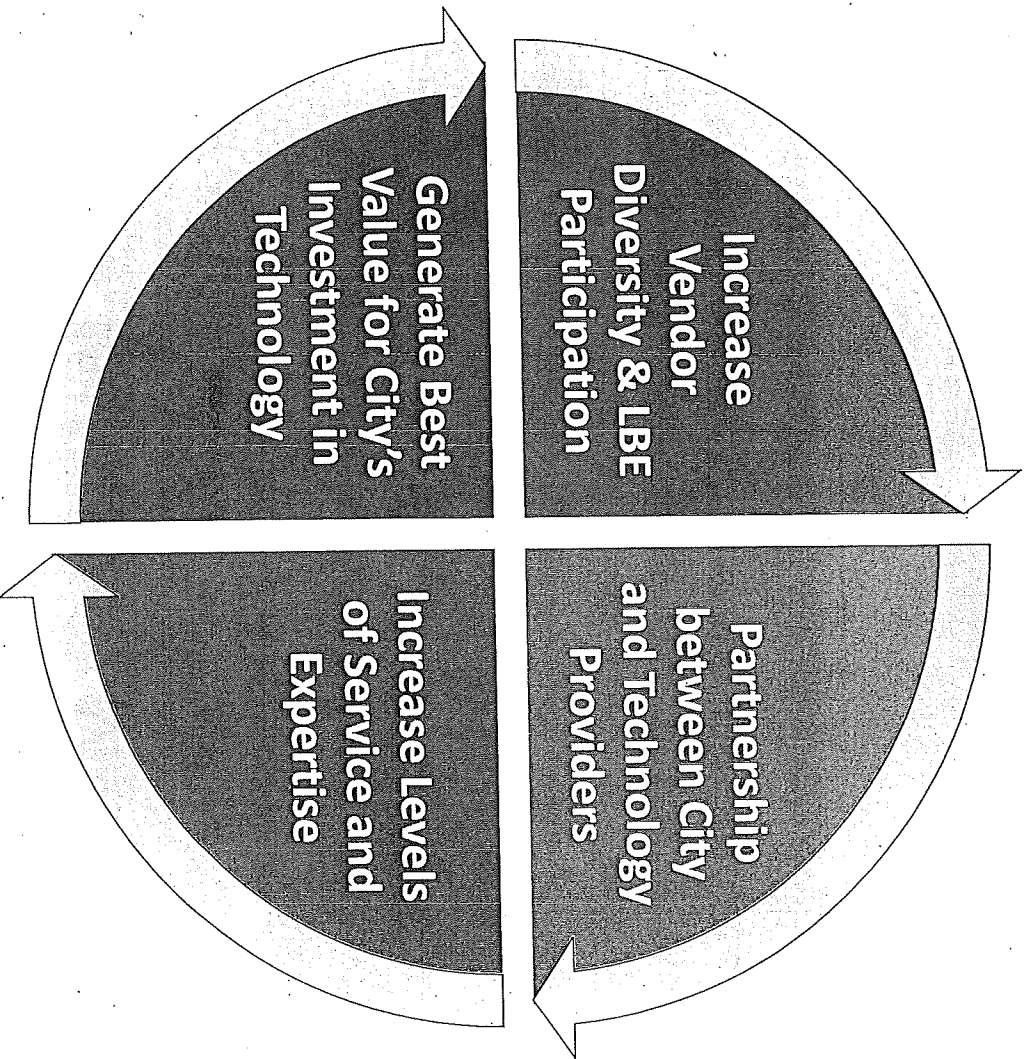 Increase
Vendor
Diversity & LBE
Participation
Partnership
between City
and Technology
Providers
Increase Levels
of Service and
Expertise
Generate Best
Value for City's
Investment in
Technology